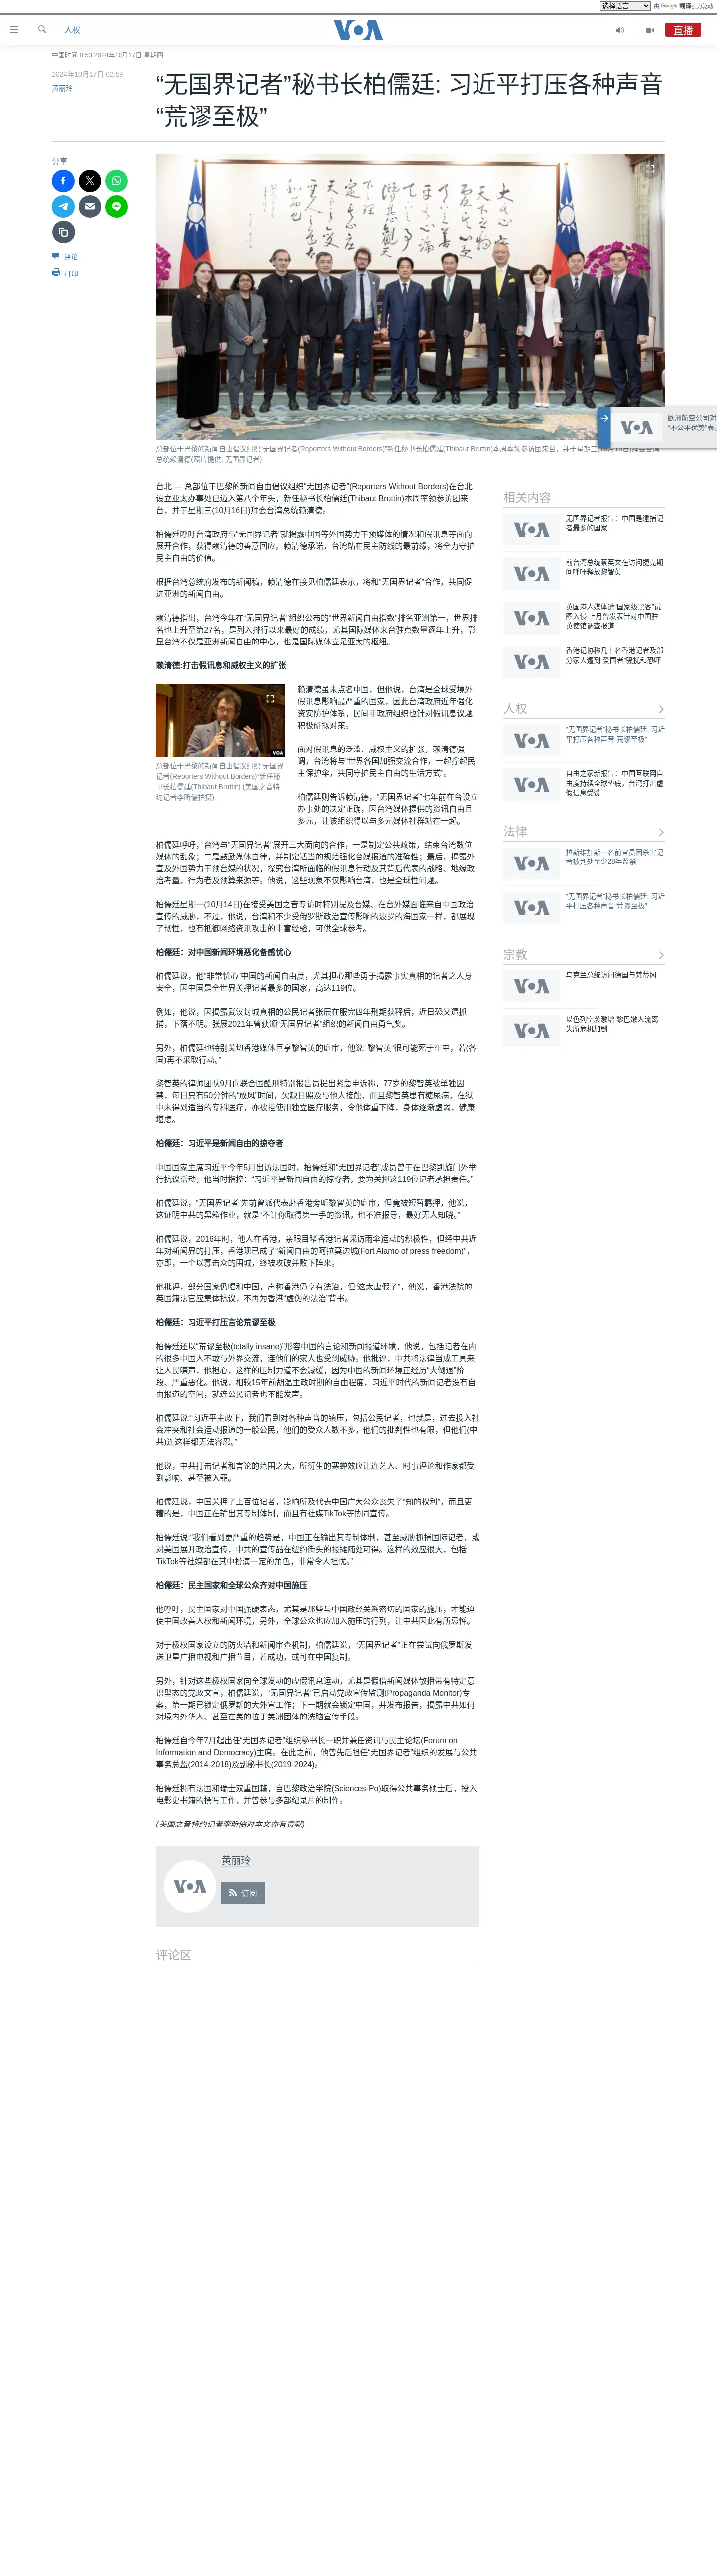 选择语言 由 Google 翻译强力驱动
人权
VOA
直播
中国时间 6:53 2024年10月17日 星期四
2024年10月17日 02:59
黄丽玲
“无国界记者”秘书长柏儒廷: 习近平打压各种声音
“荒谬至极”
分享
评论
打印
欧洲航空公司对
“不公平优势”表示
总部位于巴黎的新闻自由倡议组织“无国界记者(Reporters Without Borders)”新任秘书长柏儒廷(Thibaut Bruttin)本周率领参访团来台，并于星期三(10月16日)拜会台湾
总统赖清德(照片提供: 无国界记者)
台北 — 总部位于巴黎的新闻自由倡议组织“无国界记者”(Reporters Without Borders)在台北
设立亚太办事处已迈入第八个年头，新任秘书长柏儒廷(Thibaut Bruttin)本周率领参访团来
台，并于星期三(10月16日)拜会台湾总统赖清德。
柏儒廷呼吁台湾政府与“无国界记者”就揭露中国等外国势力干预媒体的情况和假讯息等面向
展开合作，获得赖清德的善意回应。赖清德承诺，台湾站在民主防线的最前缘，将全力守护
民主自由的价值。
根据台湾总统府发布的新闻稿，赖清德在接见柏儒廷表示，将和“无国界记者”合作，共同促
进亚洲的新闻自由。
赖清德指出，台湾今年在“无国界记者”组织公布的“世界新闻自由指数”排名亚洲第一，世界排
名也上升至第27名，是列入排行以来最好的成绩，尤其国际媒体来台驻点数量逐年上升，彰
显台湾不仅是亚洲新闻自由的中心，也是国际媒体立足亚太的枢纽。
赖清德:打击假讯息和威权主义的扩张
VOA
总部位于巴黎的新闻自由倡议组织“无国界
记者(Reporters Without Borders)”新任秘
书长柏儒廷(Thibaut Bruttin) (美国之音特
约记者李昕儒拍摄)
赖清德虽未点名中国，但他说，台湾是全球受境外
假讯息影响最严重的国家，因此台湾政府近年强化
资安防护体系，民间非政府组织也针对假讯息议题
积极研拟对策。
面对假讯息的泛滥、威权主义的扩张，赖清德强
调，台湾将与“世界各国加强交流合作，一起撑起民
主保护伞，共同守护民主自由的生活方式”。
柏儒廷则告诉赖清德，“无国界记者”七年前在台设立
办事处的决定正确，因台湾媒体提供的资讯自由且
多元，让该组织得以与多元媒体社群站在一起。
柏儒廷呼吁，台湾与“无国界记者”展开三大面向的合作，一是制定公共政策，结束台湾数位
媒体的乱象；二是鼓励媒体自律，并制定适当的规范强化台媒报道的准确性；最后，揭露外
宣及外国势力干预台媒的状况，探究台湾所面临的假讯息行动及其背后代表的战略、地缘政
治考量、行为者及预算来源等。他说，这些现象不仅影响台湾，也是全球性问题。
柏儒廷星期一(10月14日)在接受美国之音专访时特别提及台媒、在台外媒面临来自中国政治
宣传的威胁，不过，他说，台湾和不少受俄罗斯政治宣传影响的波罗的海国家一样，都展现
了韧性，也有抵御网络资讯攻击的丰富经验，可供全球参考。
柏儒廷：对中国新闻环境恶化备感忧心
柏儒廷说，他“非常忧心”中国的新闻自由度，尤其担心那些勇于揭露事实真相的记者之人身
安全，因中国是全世界关押记者最多的国家，高达119位。
例如，他说，因揭露武汉封城真相的公民记者张展在服完四年刑期获释后，近日恐又遭抓
捕，下落不明。张展2021年曾获颁“无国界记者”组织的新闻自由勇气奖。
另外，柏儒廷也特别关切香港媒体巨亨黎智英的庭审，他说: 黎智英“很可能死于牢中，若(各
国)再不采取行动。”
黎智英的律师团队9月向联合国酷刑特别报告员提出紧急申诉称，77岁的黎智英被单独囚
禁，每日只有50分钟的“放风”时间，欠缺日照及与他人接触，而且黎智英患有糖尿病，在狱
中未得到适当的专科医疗，亦被拒使用独立医疗服务，令他体重下降，身体逐渐虚弱，健康
堪虑。
柏儒廷：习近平是新闻自由的掠夺者
中国国家主席习近平今年5月出访法国时，柏儒廷和“无国界记者”成员曾于在巴黎凯旋门外举
行抗议活动，他当时指控：“习近平是新闻自由的掠夺者，要为关押这119位记者承担责任。”
柏儒廷说，“无国界记者”先前曾派代表赴香港旁听黎智英的庭审，但竟被短暂羁押，他说，
这证明中共的黑箱作业，就是“不让你取得第一手的资讯，也不准报导，最好无人知晓。”
柏儒廷说，2016年时，他人在香港，亲眼目睹香港记者采访雨伞运动的积极性，但经中共近
年对新闻界的打压，香港现已成了“新闻自由的阿拉莫边城(Fort Alamo of press freedom)”，
亦即，一个以寡击众的围城，终被攻破并败下阵来。
他批评，部分国家仍唱和中国，声称香港仍享有法治，但“这太虚假了”，他说，香港法院的
英国籍法官应集体抗议，不再为香港“虚伪的法治”背书。
柏儒廷：习近平打压言论荒谬至极
柏儒廷还以“荒谬至极(totally insane)”形容中国的言论和新闻报道环境，他说，包括记者在内
的很多中国人不敢与外界交流，连他们的家人也受到威胁。他批评，中共将法律当成工具来
让人民噤声，他担心，这样的压制力道不会减缓，因为中国的新闻环境正经历“大倒退”阶
段、严重恶化。他说，相较15年前胡温主政时期的自由程度，习近平时代的新闻记者没有自
由报道的空间，就连公民记者也不能发声。
柏儒廷说:“习近平主政下，我们看到对各种声音的镇压，包括公民记者，也就是，过去投入社
会冲突和社会运动报道的一般公民，他们的受众人数不多，他们的批判性也有限，但他们(中
共)连这样都无法容忍。”
他说，中共打击记者和言论的范围之大，所衍生的寒蝉效应让连艺人、时事评论和作家都受
到影响、甚至被入罪。
柏儒廷说，中国关押了上百位记者，影响所及代表中国广大公众丧失了“知的权利”，而且更
糟的是，中国正在输出其专制体制，而且有社媒TikTok等协同宣传。
柏儒廷说:“我们看到更严重的趋势是，中国正在输出其专制体制，甚至威胁抓捕国际记者，或
对美国展开政治宣传，中共的宣传品在纽约街头的报摊随处可得。这样的效应很大，包括
TikTok等社媒都在其中扮演一定的角色，非常令人担忧。”
柏儒廷：民主国家和全球公众齐对中国施压
他呼吁，民主国家对中国强硬表态，尤其是那些与中国政经关系密切的国家的施压，才能迫
使中国改善人权和新闻环境，另外，全球公众也应加入施压的行列，让中共因此有所忌惮。
对于极权国家设立的防火墙和新闻审查机制，柏儒廷说，“无国界记者”正在尝试向俄罗斯发
送卫星广播电视和广播节目，若成功，或可在中国复制。
另外，针对这些极权国家向全球发动的虚假讯息运动，尤其是假借新闻媒体散播带有特定意
识型态的党政文宣，柏儒廷说，“无国界记者”已启动党政宣传监测(Propaganda Monitor)专
案，第一期已锁定俄罗斯的大外宣工作；下一期就会锁定中国，并发布报告，揭露中共如何
对境内外华人、甚至在美的拉丁美洲团体的洗脑宣传手段。
柏儒廷自今年7月起出任“无国界记者”组织秘书长一职并兼任资讯与民主论坛(Forum on
Information and Democracy)主席。在此之前，他曾先后担任“无国界记者”组织的发展与公共
事务总监(2014-2018)及副秘书长(2019-2024)。
柏儒廷拥有法国和瑞士双重国籍，自巴黎政治学院(Sciences-Po)取得公共事务硕士后，投入
电影史书籍的撰写工作，并曾参与多部纪录片的制作。
(美国之音特约记者李昕儒对本文亦有贡献)
VOA
黄丽玲
订阅
评论区
相关内容
VOA
无国界记者报告：中国是逮捕记
者最多的国家
VOA
前台湾总统蔡英文在访问捷克期
间呼吁释放黎智英
VOA
英国港人媒体遭“国家级黑客”试
图入侵 上月曾发表针对中国驻
英使馆调查报道
VOA
香港记协称几十名香港记者及部
分家人遭到“爱国者”骚扰和恐吓
人权
VOA
“无国界记者”秘书长柏儒廷: 习近
平打压各种声音“荒谬至极”
VOA
自由之家新报告：中国互联网自
由度持续全球垫底，台湾打击虚
假信息受赞
法律
VOA
拉斯维加斯一名前官员因杀害记
者被判处至少28年监禁
VOA
“无国界记者”秘书长柏儒廷: 习近
平打压各种声音“荒谬至极”
宗教
VOA
乌克兰总统访问德国与梵蒂冈
VOA
以色列空袭激增 黎巴嫩人流离
失所危机加剧